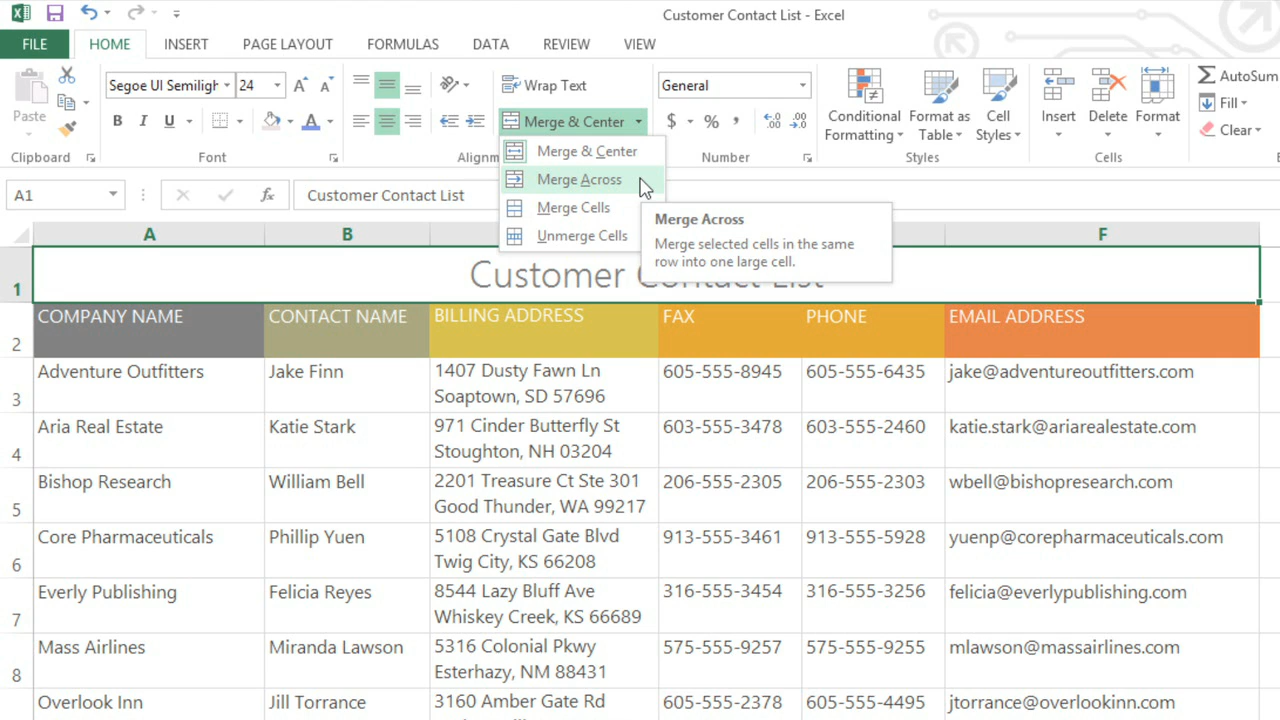 Customer Contact List - Excel
FILE HOME INSERT PAGE LAYOUT FORMULAS DATA REVIEW VIEW
Paste
Clipboard
Segoe UI Semiligh 24
B I U
Font
Wrap Text
Merge & Center
Alignm
General
$ % ,
Number
Conditional
Formatting
Format as
Table
Cell
Styles
Styles
Insert Delete Format
Cells
AutoSum
Fill
Clear
Merge & Center
Merge Across
Merge Cells
Unmerge Cells
Merge Across
Merge selected cells in the same
row into one large cell.
A1 fx Customer Contact List
A B F
1 Customer Contact List
2 COMPANY NAME CONTACT NAME BILLING ADDRESS FAX PHONE EMAIL ADDRESS
3 Adventure Outfitters Jake Finn 1407 Dusty Fawn Ln 605-555-8945 605-555-6435 jake@adventureoutfitters.com
Soaptown, SD 57696
4 Aria Real Estate Katie Stark 971 Cinder Butterfly St 603-555-3478 603-555-2460 katie.stark@ariarealestate.com
Stoughton, NH 03204
5 Bishop Research William Bell 2201 Treasure Ct Ste 301 206-555-2305 206-555-2303 wbell@bishopresearch.com
Good Thunder, WA 99217
6 Core Pharmaceuticals Phillip Yuen 5108 Crystal Gate Blvd 913-555-3461 913-555-5928 yuenp@corepharmaceuticals.com
Twig City, KS 66208
7 Everly Publishing Felicia Reyes 8544 Lazy Bluff Ave 316-555-3454 316-555-3256 felicia@everlypublishing.com
Whiskey Creek, KS 66689
8 Mass Airlines Miranda Lawson 5316 Colonial Pkwy 575-555-9257 575-555-9255 mlawson@massairlines.com
Esterhazy, NM 88431
Overlook Inn Jill Torrance 3160 Amber Gate Rd 605-555-2378 605-555-4495 jtorrance@overlookinn.com